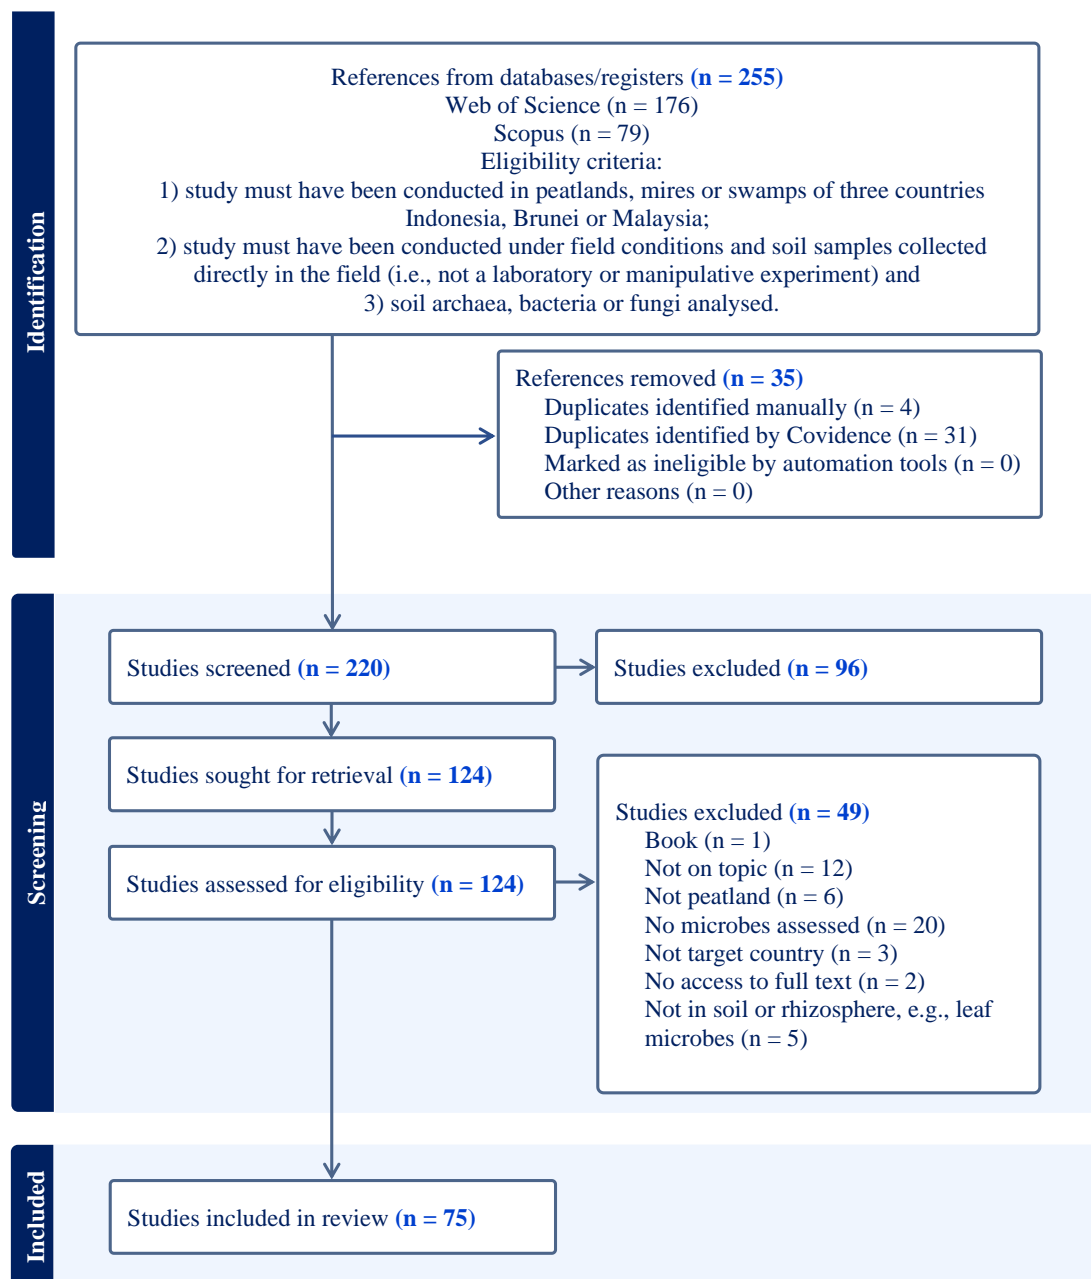 Identification
References from databases/registers (n = 255)
Web of Science (n = 176)
Scopus (n = 79)
Eligibility criteria:
1) study must have been conducted in peatlands, mires or swamps of three countries
Indonesia, Brunei or Malaysia;
2) study must have been conducted under field conditions and soil samples collected
directly in the field (i.e., not a laboratory or manipulative experiment) and
3) soil archaea, bacteria or fungi analysed.
References removed (n = 35)
Duplicates identified manually (n = 4)
Duplicates identified by Covidence (n = 31)
Marked as ineligible by automation tools (n = 0)
Other reasons (n = 0)
Screening
Studies screened (n = 220)
Studies excluded (n = 96)
Studies sought for retrieval (n = 124)
Studies assessed for eligibility (n = 124)
Studies excluded (n = 49)
Book (n = 1)
Not on topic (n = 12)
Not peatland (n = 6)
No microbes assessed (n = 20)
Not target country (n = 3)
No access to full text (n = 2)
Not in soil or rhizosphere, e.g., leaf
microbes (n = 5)
Included
Studies included in review (n = 75)